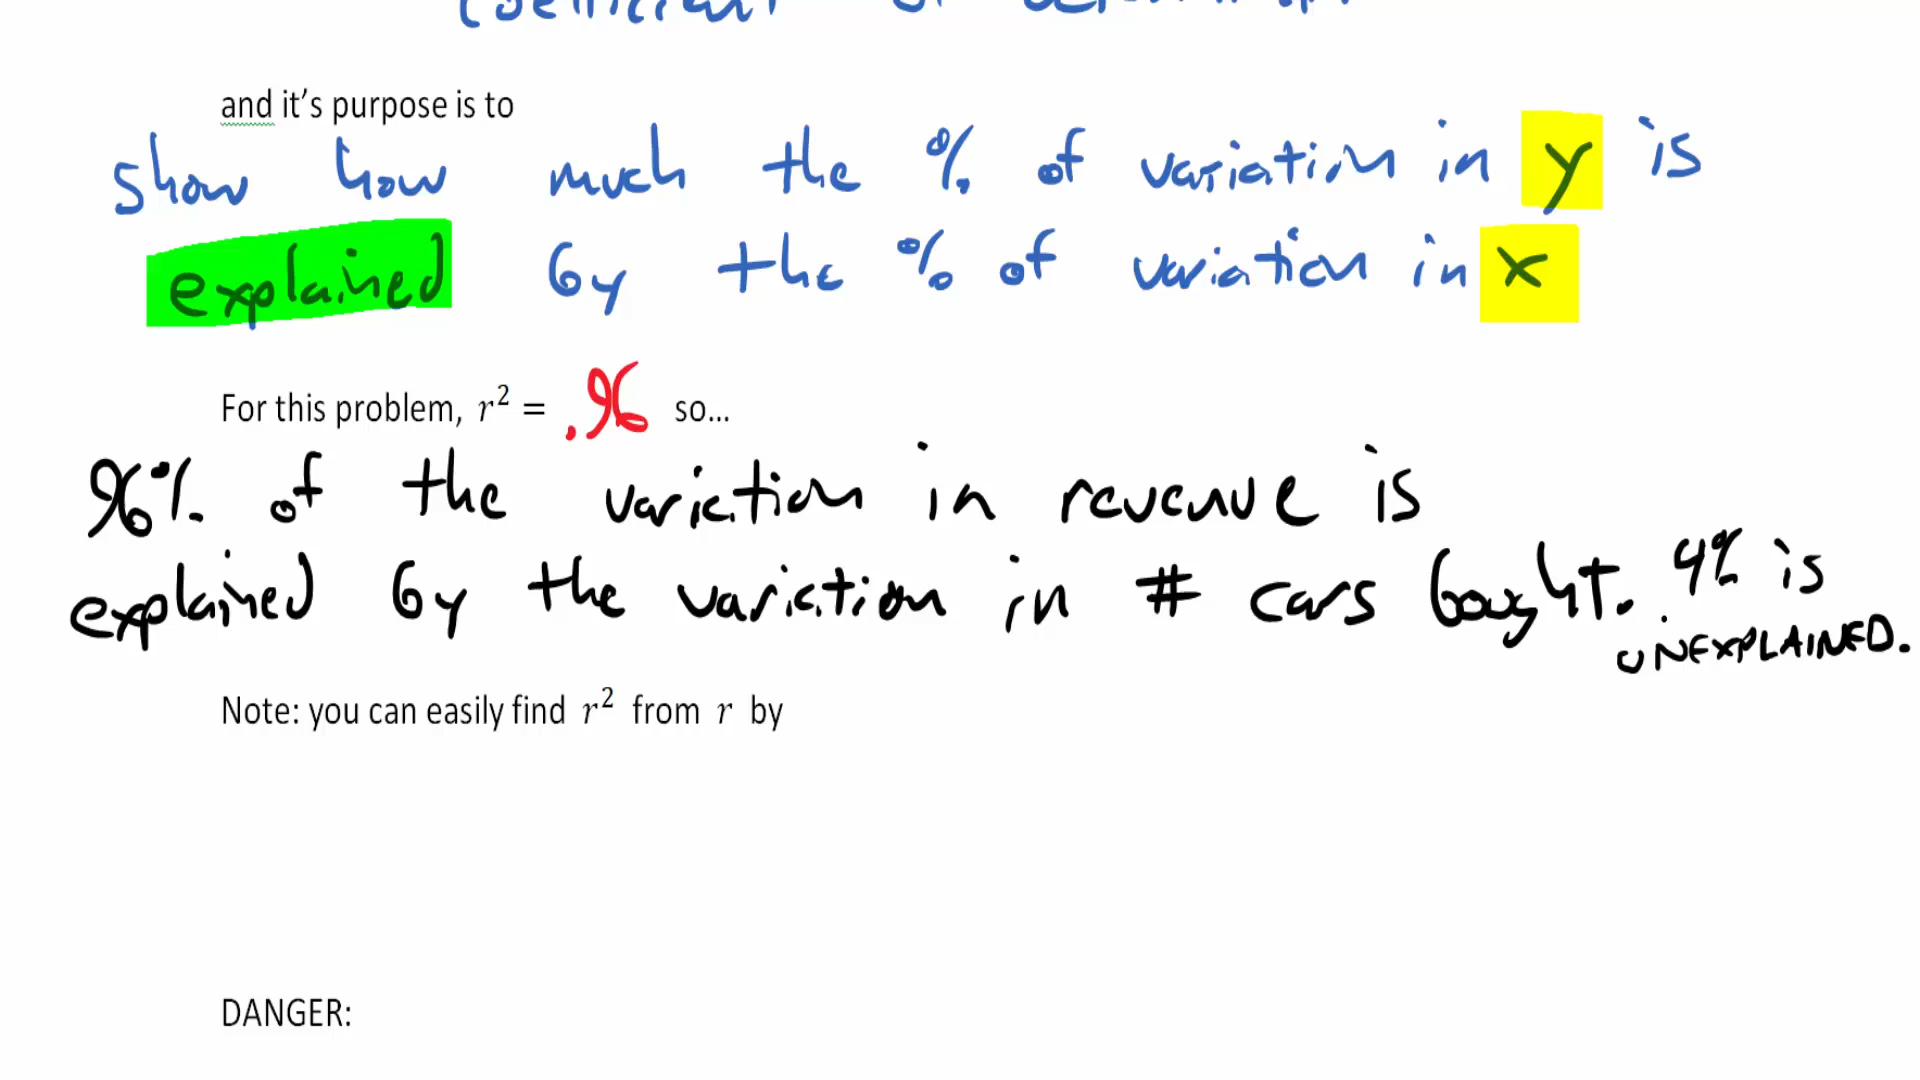 coefficient of
and it's purpose is to
show how much the % of variation in y is
explained by the % of variation in x
For this problem, r² = .96 so...
96% of the variation in revenue is
explained by the variation in # cars bought. 4% is
UNEXPLAINED.
Note: you can easily find r² from r by
DANGER: